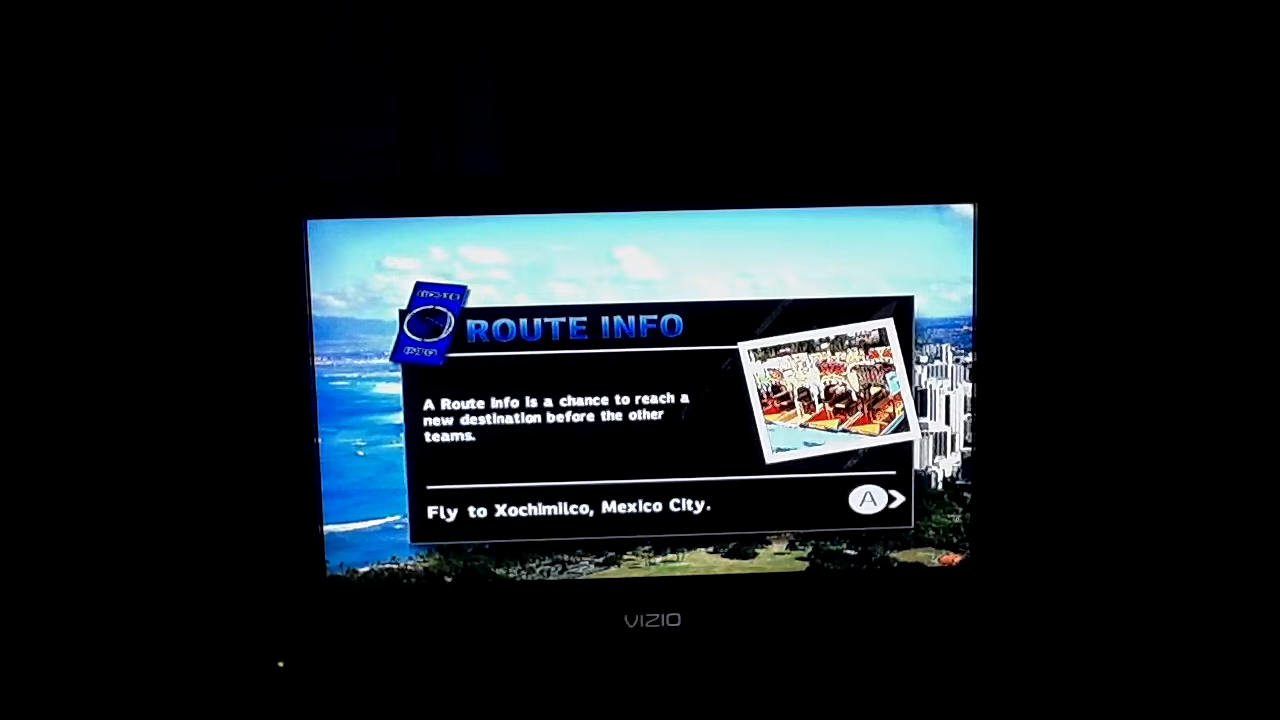 ROUTE INFO
A Route Info is a chance to reach a
new destination before the other
teams.
Fly to Xochimilco, Mexico City.
A
VIZIO